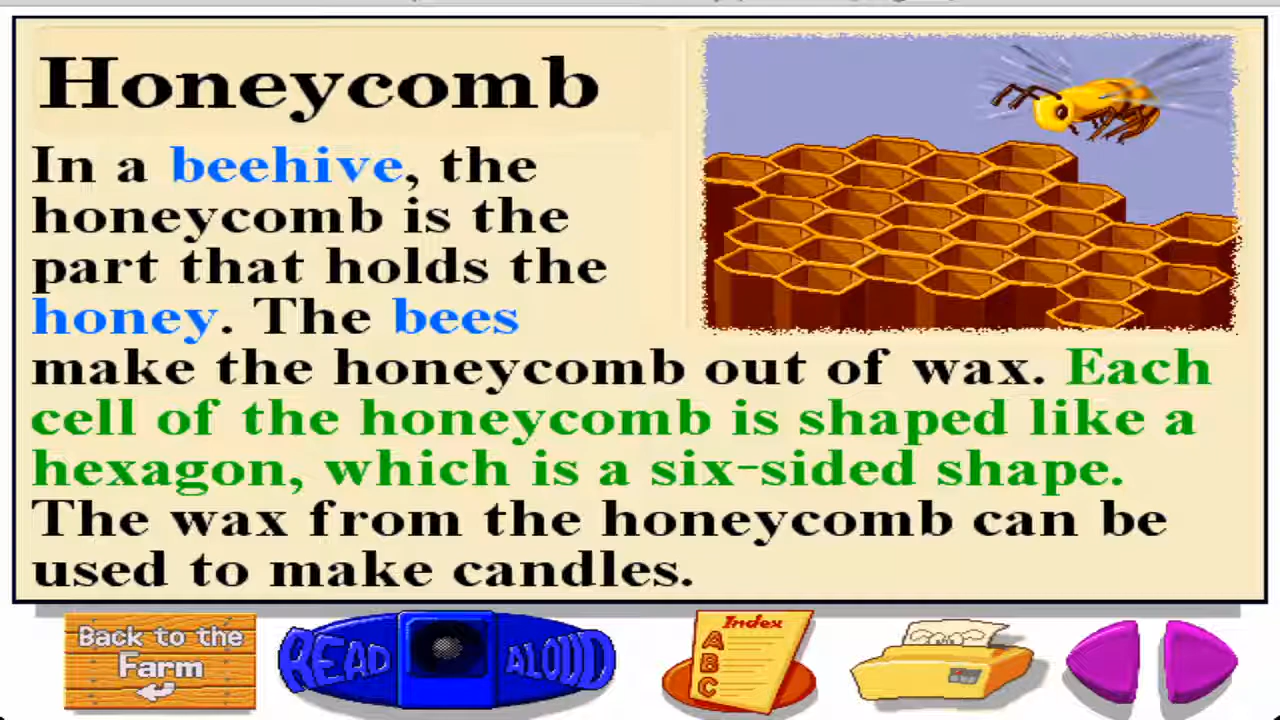 Honeycomb
In a beehive, the
honeycomb is the
part that holds the
honey. The bees
make the honeycomb out of wax. Each
cell of the honeycomb is shaped like a
hexagon, which is a six-sided shape.
The wax from the honeycomb can be
used to make candles.
Back to the
Farm
READ ALOUD
Index
A
B
C